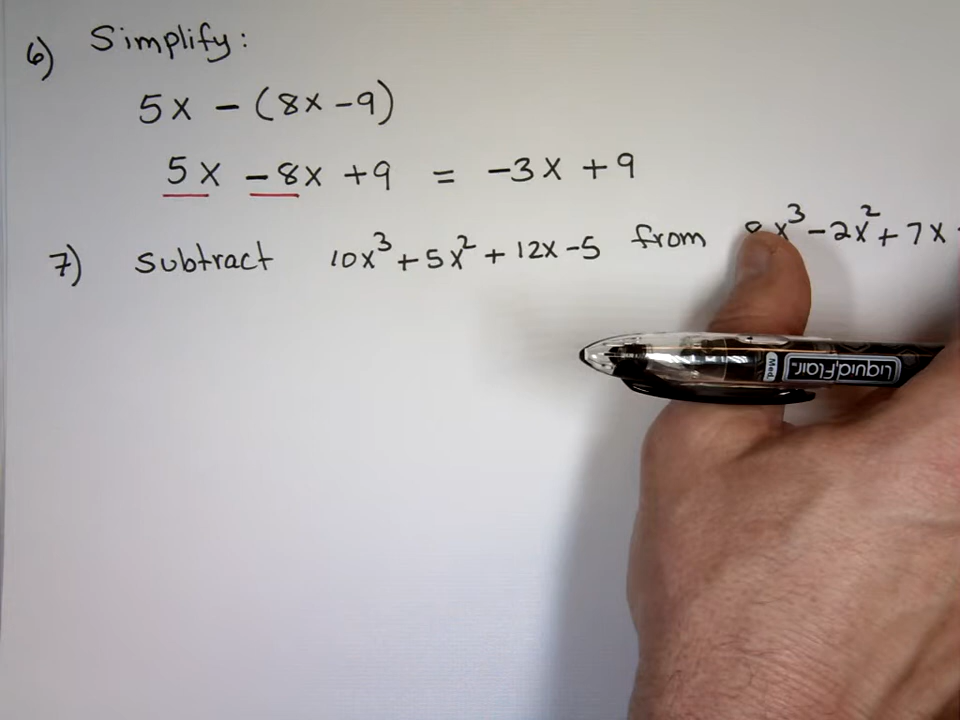 6) Simplify:
5x - (8x - 9)
5x - 8x + 9 = -3x + 9
7) subtract 10x³ + 5x² + 12x - 5 from x³ - 2x² + 7x
Liquid Flair Med.